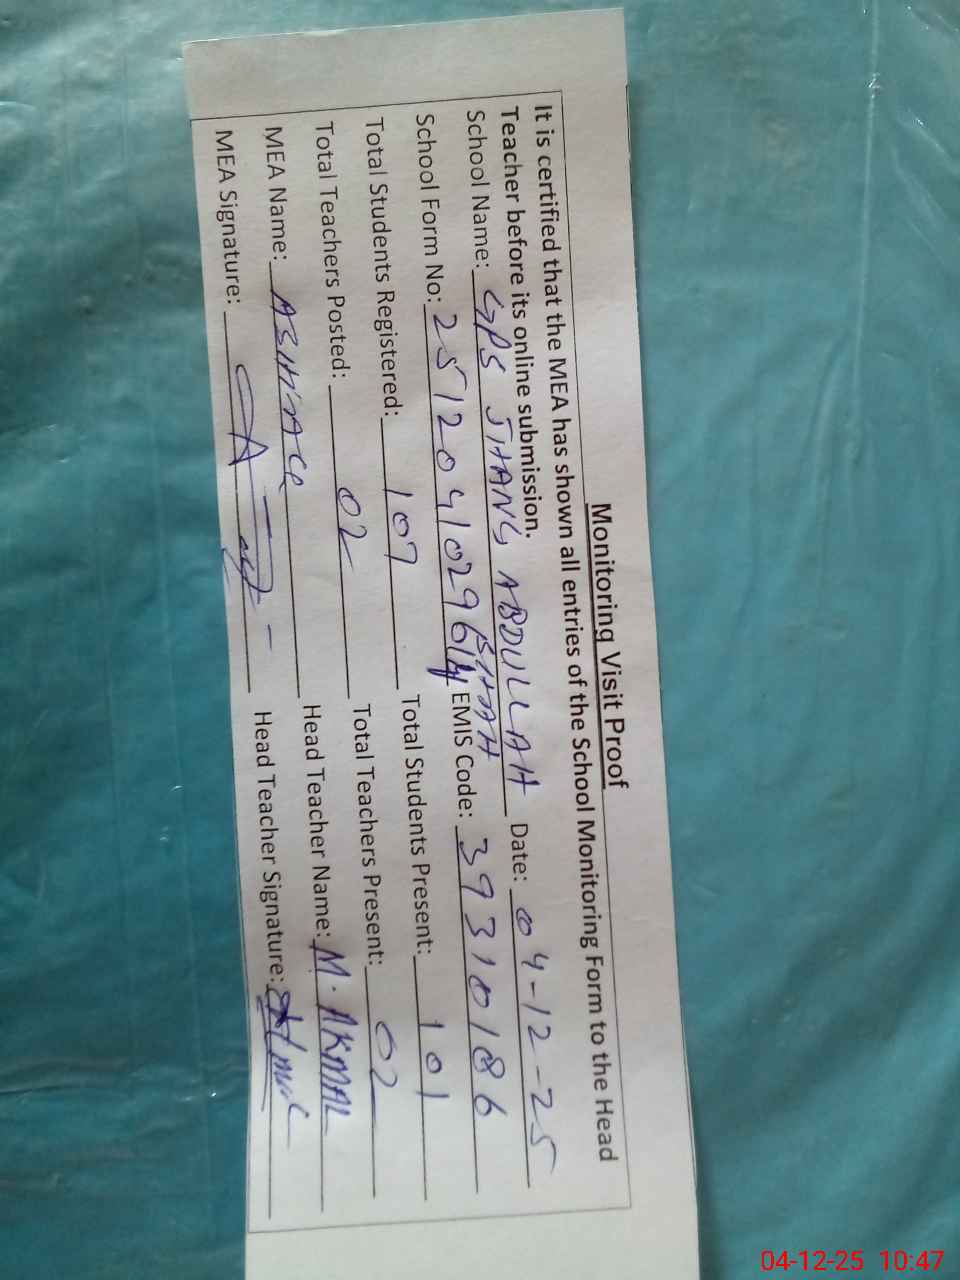 Monitoring Visit Proof
It is certified that the MEA has shown all entries of the School Monitoring Form to the Head
Teacher before its online submission.
School Name: GPS JHANG ABDULLAH Date: 04-12-25
SHAH
School Form No: 2512041029614 EMIS Code: 39310186
Total Students Registered: 107 Total Students Present: 101
Total Teachers Posted: 02 Total Teachers Present: 02
MEA Name: Head Teacher Name: M. AKMAL
MEA Signature: Head Teacher Signature: Akmal
04-12-25 10:47